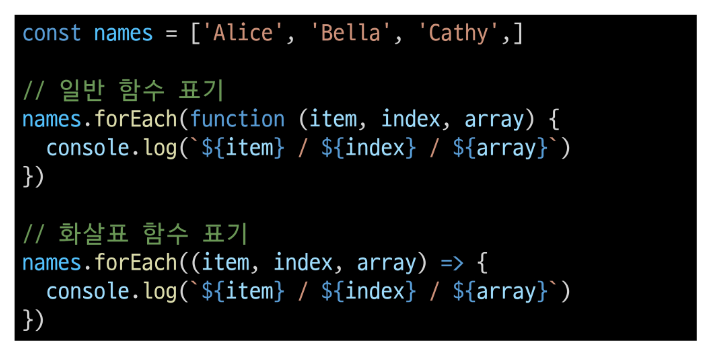 const names = ['Alice', 'Bella', 'Cathy',]
// 일반 함수 표기
names.forEach(function (item, index, array) {
  console.log(`${item} / ${index} / ${array}`)
})
// 화살표 함수 표기
names.forEach((item, index, array) => {
  console.log(`${item} / ${index} / ${array}`)
})